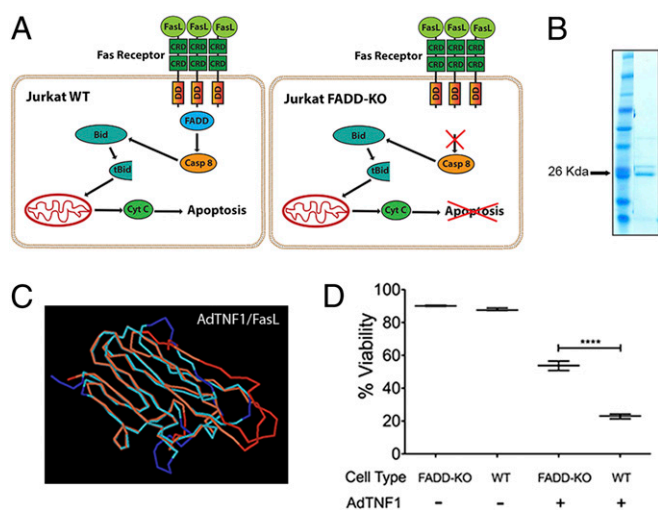 A
FasL FasL FasL
Fas Receptor
CRD CRD CRD
CRD CRD CRD
DD DD DD
Jurkat WT
FADD
Bid
Casp 8
tBid
Cyt C
Apoptosis
FasL FasL FasL
Fas Receptor
CRD CRD CRD
CRD CRD CRD
DD DD DD
Jurkat FADD-KO
Bid
Casp 8
tBid
Cyt C
Apoptosis
B
26 Kda
C
AdTNF1/FasL
D
% Viability
100
80
60
40
20
0
****
Cell Type FADD-KO WT FADD-KO WT
AdTNF1 - - + +